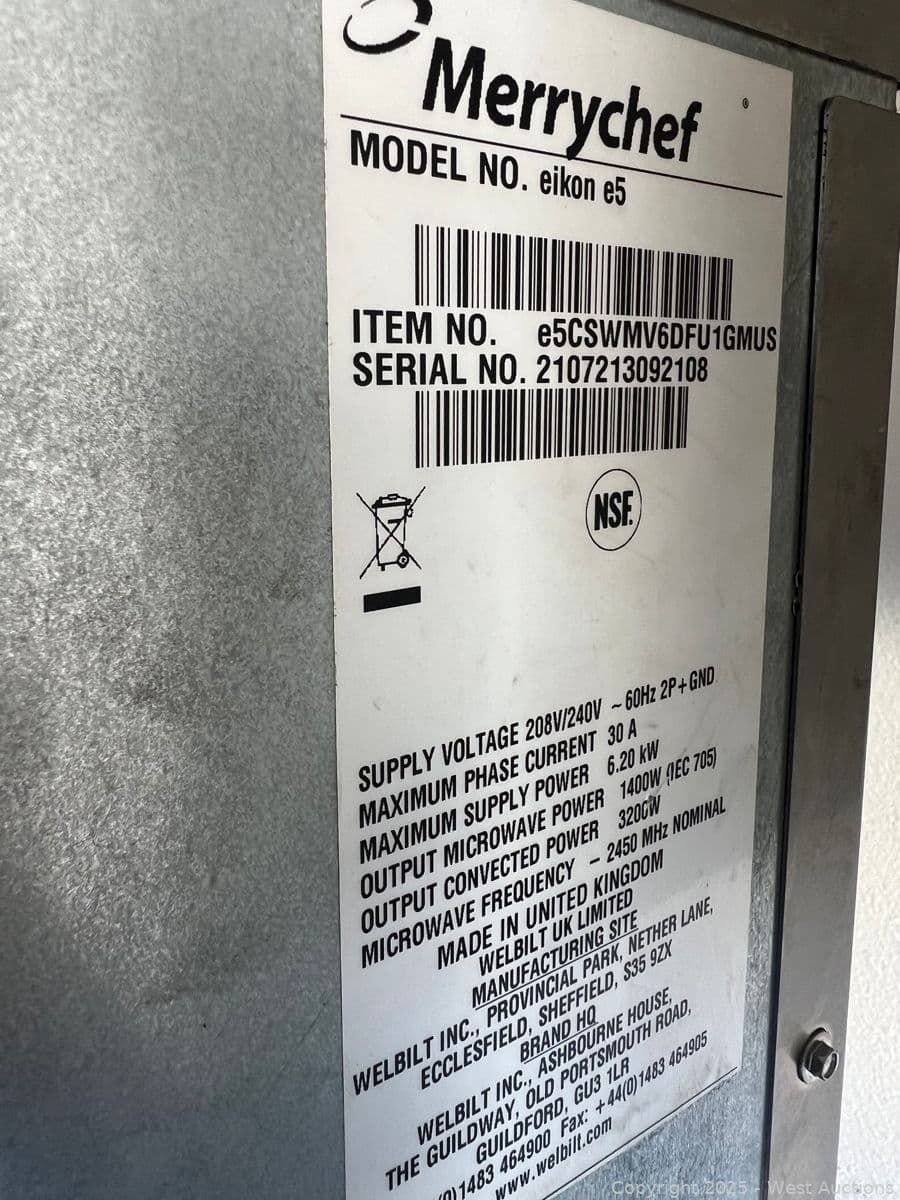 Merrychef ®
MODEL NO. eikon e5
ITEM NO. e5CSWMV6DFU1GMUS
SERIAL NO. 2107213092108
NSF.
SUPPLY VOLTAGE 208V/240V ~ 60Hz 2P+GND
MAXIMUM PHASE CURRENT 30 A
MAXIMUM SUPPLY POWER 6.20 kW
OUTPUT MICROWAVE POWER 1400W (IEC 705)
OUTPUT CONVECTED POWER 3200W
MICROWAVE FREQUENCY – 2450 MHz NOMINAL
MADE IN UNITED KINGDOM
WELBILT UK LIMITED
MANUFACTURING SITE
WELBILT INC., PROVINCIAL PARK, NETHER LANE,
ECCLESFIELD, SHEFFIELD, S35 9ZX
BRAND HQ
WELBILT INC., ASHBOURNE HOUSE,
THE GUILDWAY, OLD PORTSMOUTH ROAD,
GUILDFORD, GU3 1LR
(0)1483 464900 Fax: +44(0)1483 464905
www.welbilt.com
Copyright 2025 - West Auctions